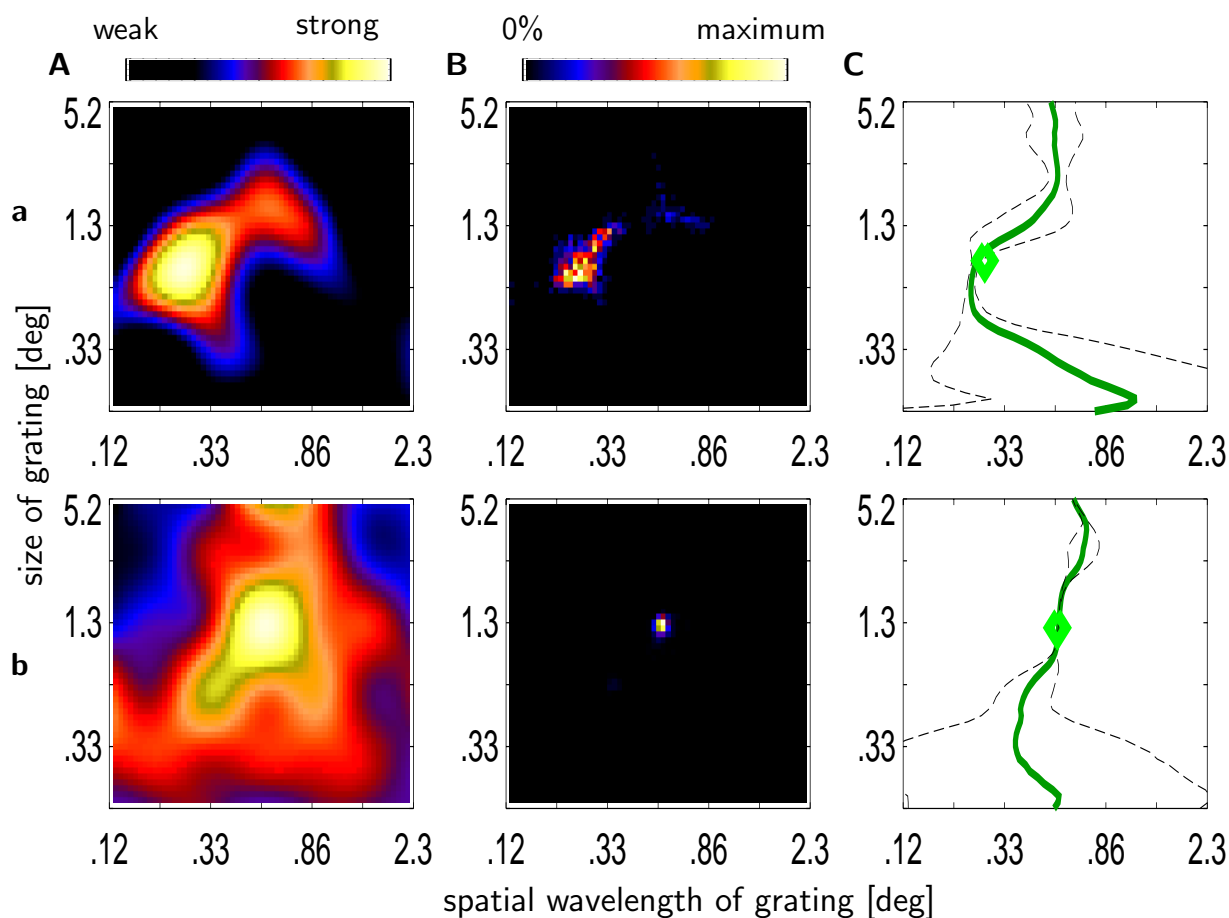 weak strong
0% maximum
A B C
a
5.2
1.3
.33
.12 .33 .86 2.3
.12 .33 .86 2.3
.12 .33 .86 2.3
b
5.2
1.3
.33
.12 .33 .86 2.3
.12 .33 .86 2.3
.12 .33 .86 2.3
5.2
1.3
.33
5.2
1.3
.33
5.2
1.3
.33
5.2
1.3
.33
size of grating [deg]
spatial wavelength of grating [deg]